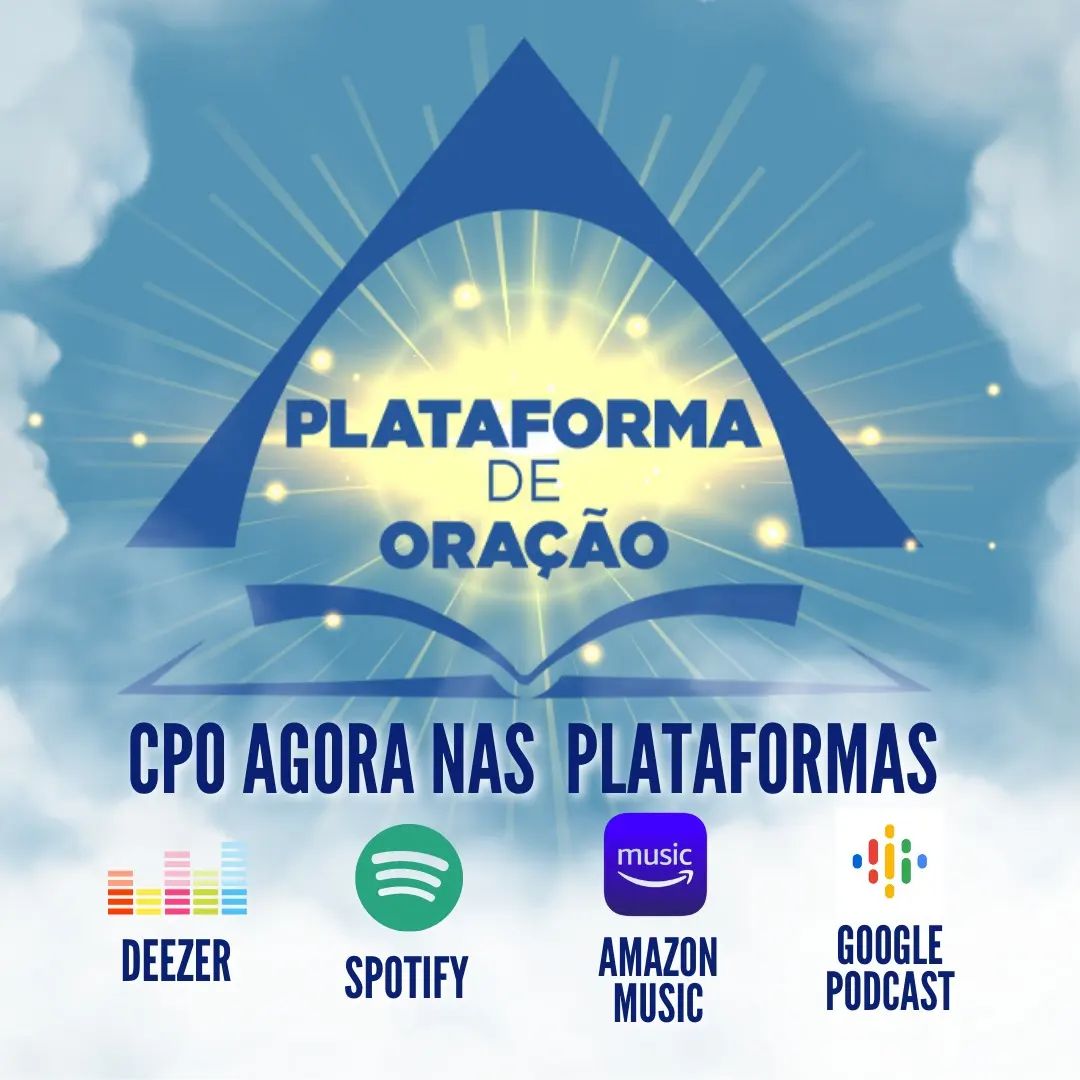 PLATAFORMA
DE
ORAÇÃO
CPO AGORA NAS PLATAFORMAS
music
DEEZER
SPOTIFY
AMAZON
MUSIC
GOOGLE
PODCAST